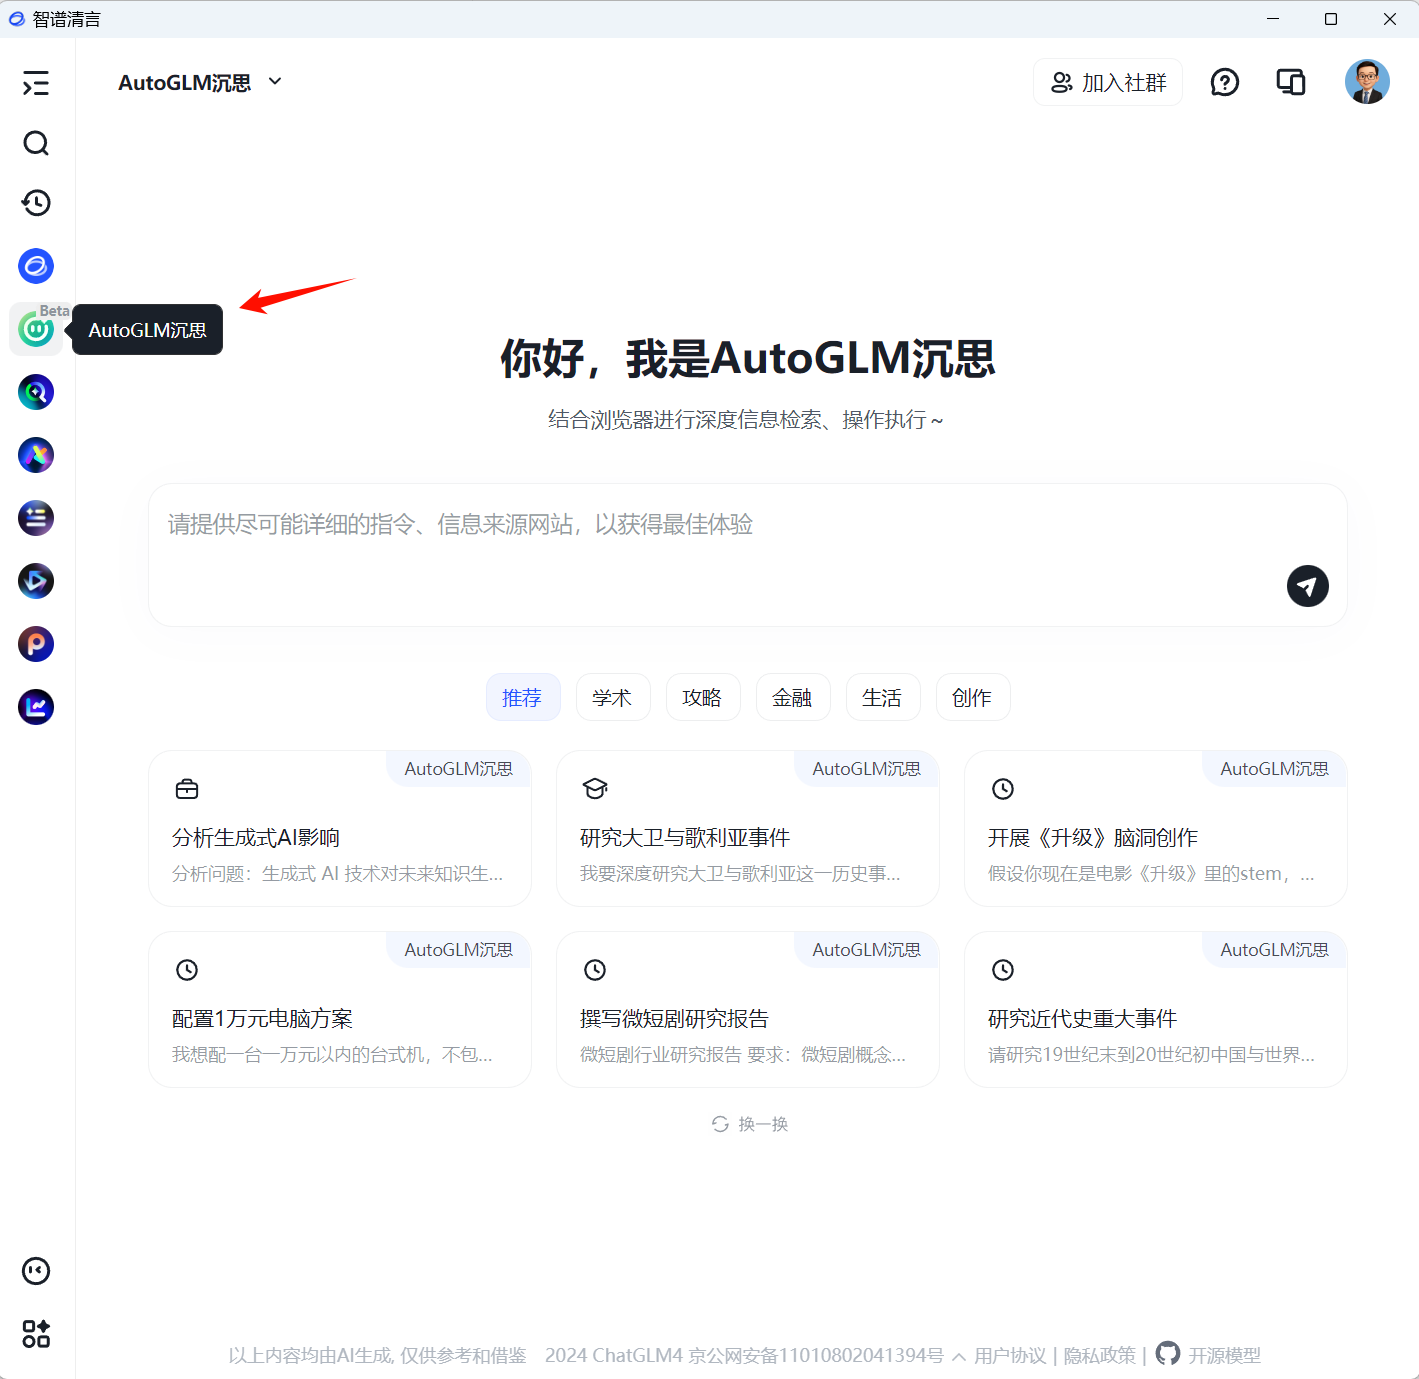 智谱清言
AutoGLM沉思
加入社群
Beta
AutoGLM沉思
你好，我是AutoGLM沉思
结合浏览器进行深度信息检索、操作执行 ~
请提供尽可能详细的指令、信息来源网站，以获得最佳体验
推荐
学术
攻略
金融
生活
创作
AutoGLM沉思
分析生成式AI影响
分析问题：生成式 AI 技术对未来知识生...
AutoGLM沉思
研究大卫与歌利亚事件
我要深度研究大卫与歌利亚这一历史事...
AutoGLM沉思
开展《升级》脑洞创作
假设你现在是电影《升级》里的stem，...
AutoGLM沉思
配置1万元电脑方案
我想配一台一万元以内的台式机，不包...
AutoGLM沉思
撰写微短剧研究报告
微短剧行业研究报告 要求：微短剧概念...
AutoGLM沉思
研究近代史重大事件
请研究19世纪末到20世纪初中国与世界...
换一换
以上内容均由AI生成, 仅供参考和借鉴 2024 ChatGLM4 京公网安备11010802041394号 用户协议 | 隐私政策 | 开源模型